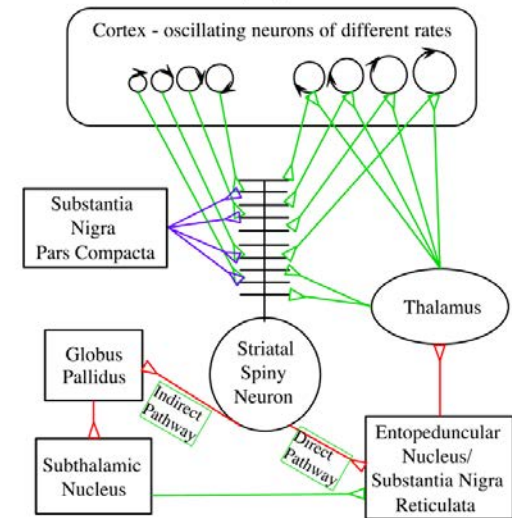 Cortex - oscillating neurons of different rates
Substantia
Nigra
Pars Compacta
Thalamus
Globus
Pallidus
Striatal
Spiny
Neuron
Indirect
Pathway
Direct
Pathway
Subthalamic
Nucleus
Entopeduncular
Nucleus/
Substantia Nigra
Reticulata